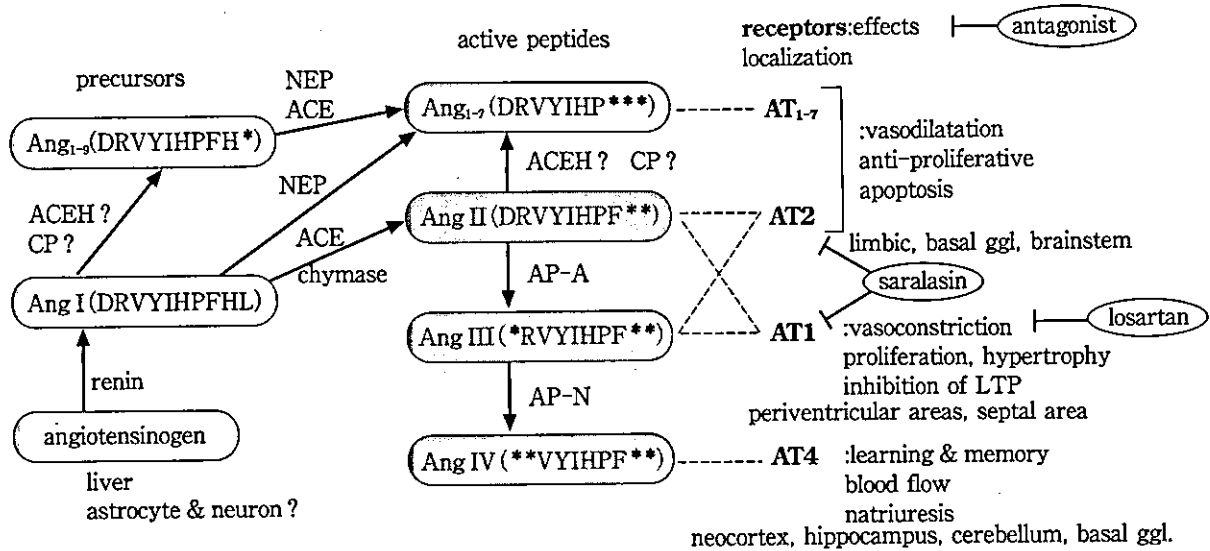 active peptides
receptors:effects
localization
antagonist
precursors
NEP
ACE
Ang₁₋₉(DRVYIHPFH*)
Ang₁₋₇(DRVYIHP***)
AT₁₋₇
:vasodilatation
anti-proliferative
apoptosis
ACEH? CP?
NEP
ACEH?
CP?
ACE
chymase
Ang II(DRVYIHPF**)
AT2
limbic, basal ggl, brainstem
saralasin
Ang I(DRVYIHPFHL)
AP-A
Ang III(*RVYIHPF**)
AT1
:vasoconstriction
proliferation, hypertrophy
inhibition of LTP
periventricular areas, septal area
losartan
renin
AP-N
angiotensinogen
liver
astrocyte & neuron?
Ang IV(**VYIHPF**)
AT4
:learning & memory
blood flow
natriuresis
neocortex, hippocampus, cerebellum, basal ggl.